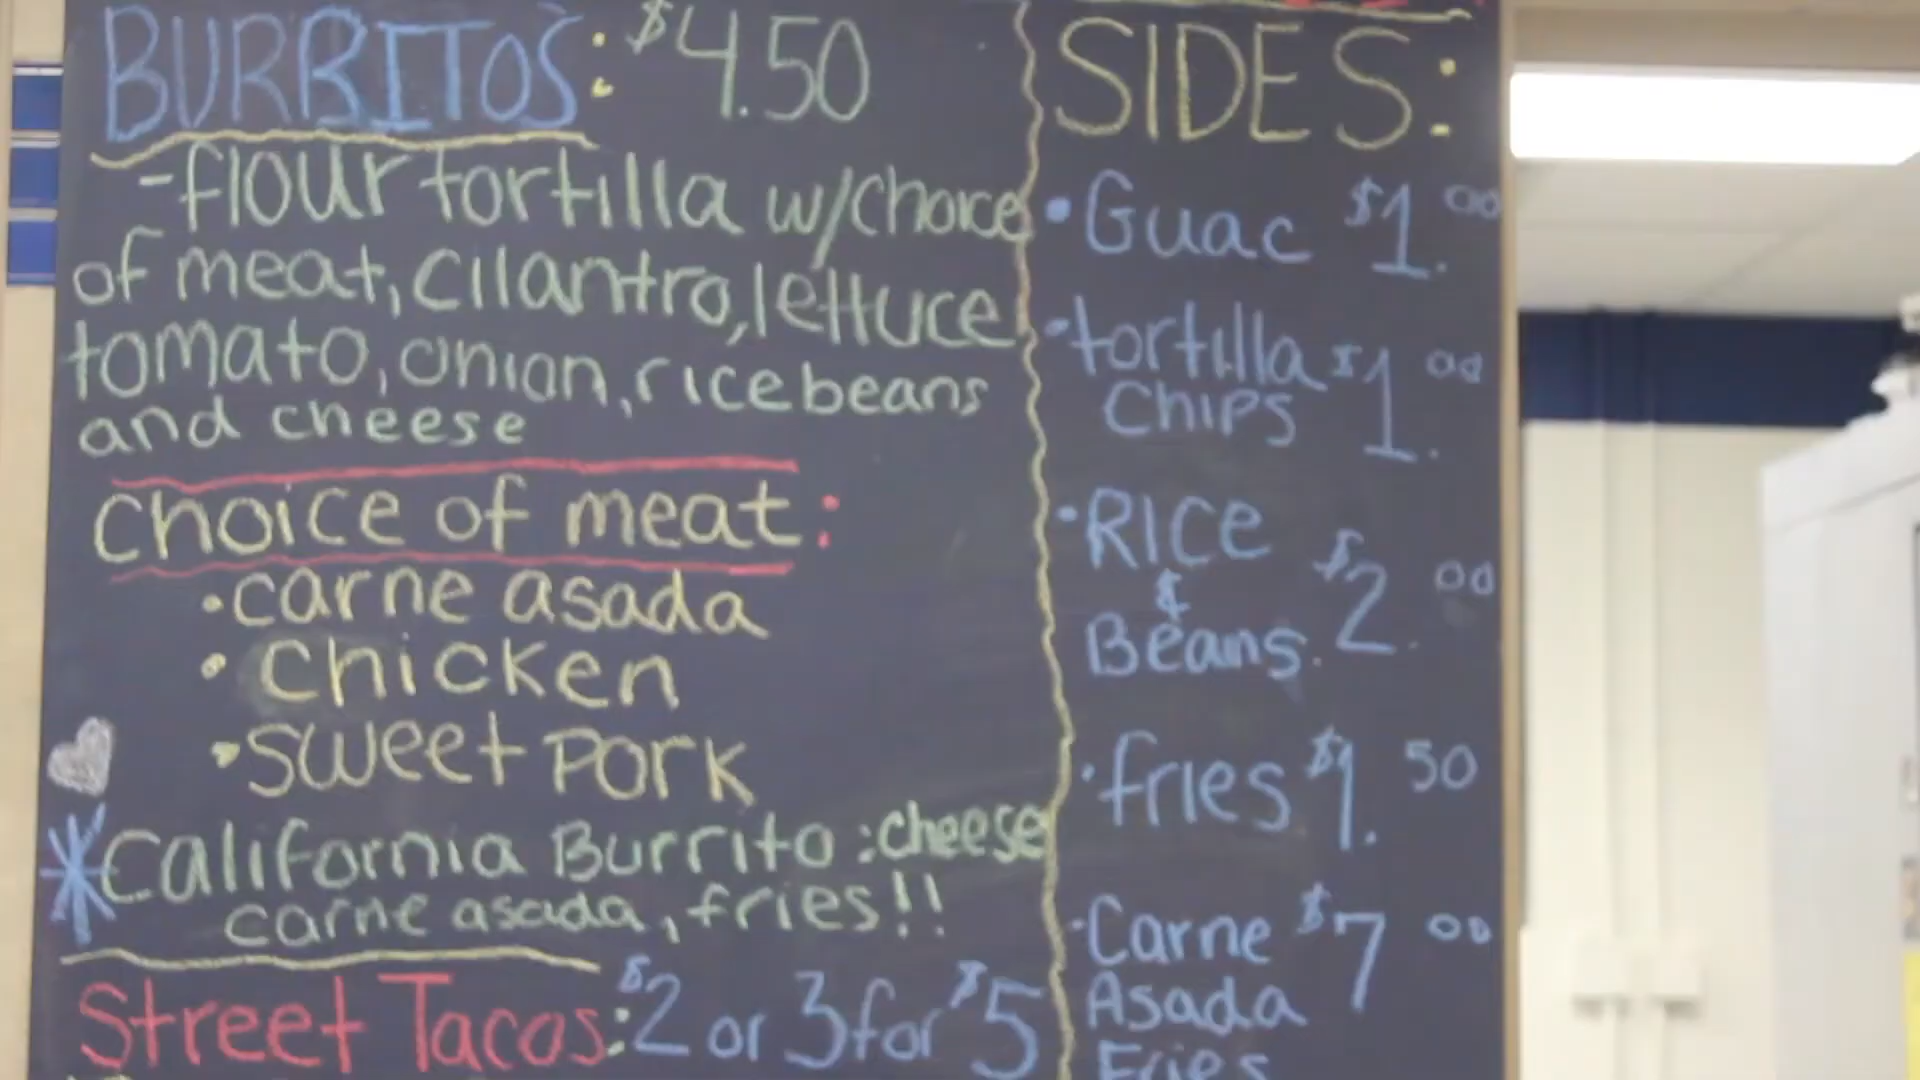 BURRITO'S: $4.50
-flour tortilla w/choice
of meat, cilantro, lettuce
tomato, onion, rice beans
and cheese
choice of meat:
•carne asada
• chicken
•sweet pork
*California Burrito: cheese
carne asada, fries!!
Street Tacos: $2 or 3 for $5
SIDES:
•Guac $1.00
•tortilla $1.00
Chips
•RICE
& $2.00
Beans.
•fries $1.50
•Carne $7.00
Asada
Fries